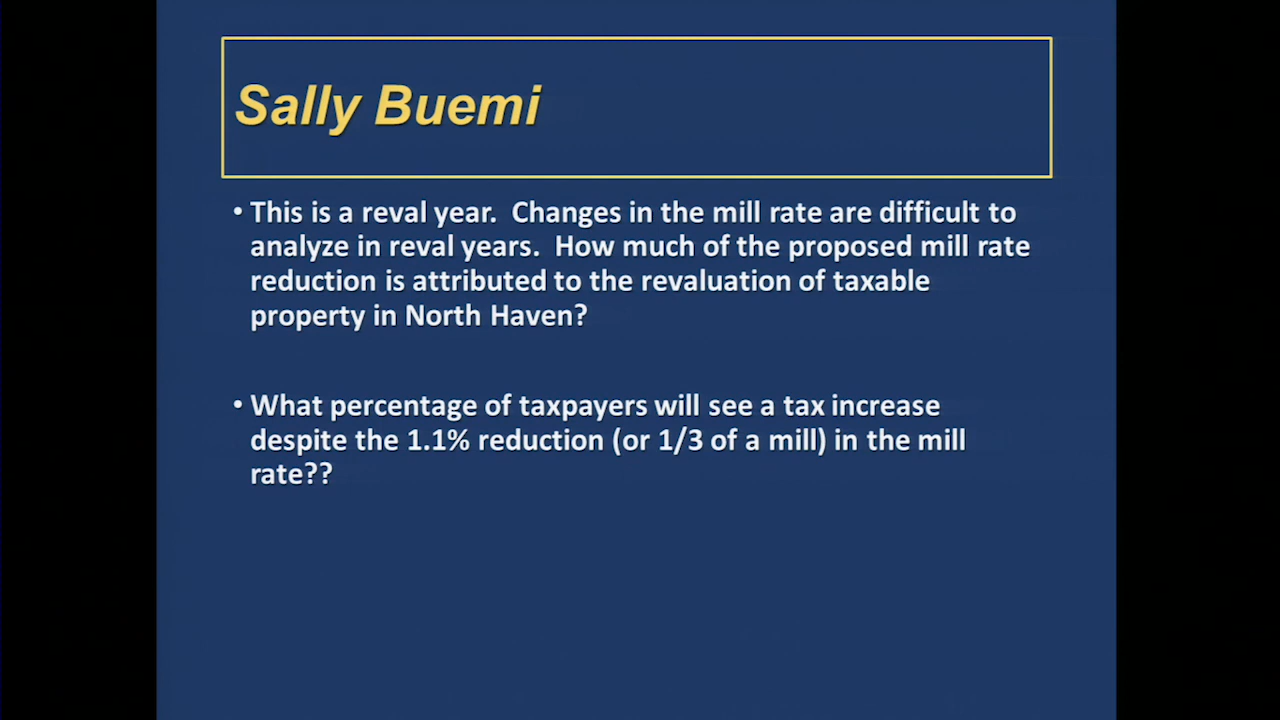 Sally Buemi
• This is a reval year.  Changes in the mill rate are difficult to
analyze in reval years.  How much of the proposed mill rate
reduction is attributed to the revaluation of taxable
property in North Haven?
• What percentage of taxpayers will see a tax increase
despite the 1.1% reduction (or 1/3 of a mill) in the mill
rate??